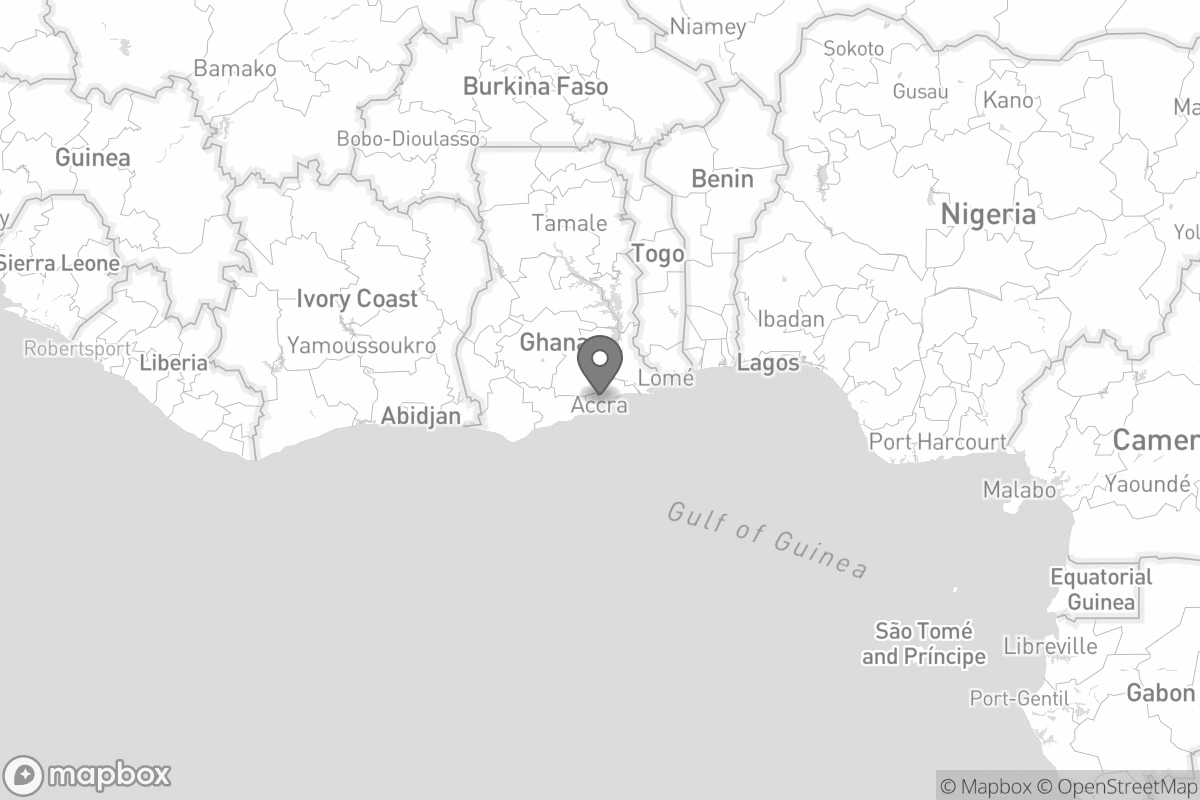 Niamey
Sokoto
Bamako
Burkina Faso
Gusau
Kano
Bobo-Dioulasso
Guinea
Benin
Nigeria
Tamale
Togo
Sierra Leone
Ivory Coast
Ibadan
Ghana
Yamoussoukro
Robertsport
Liberia
Lagos
Lomé
Accra
Abidjan
Port Harcourt
Camer
Yaoundé
Malabo
Gulf of Guinea
Equatorial
Guinea
São Tomé
and Príncipe
Libreville
Port-Gentil
Gabon
mapbox
© Mapbox © OpenStreetMap